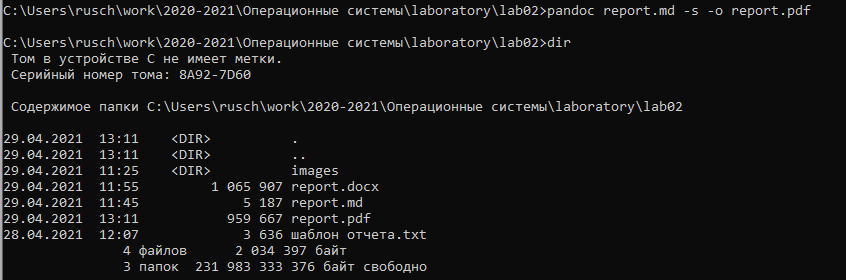 C:\Users\rusch\work\2020-2021\Операционные системы\laboratory\lab02>pandoc report.md -s -o report.pdf
C:\Users\rusch\work\2020-2021\Операционные системы\laboratory\lab02>dir
Том в устройстве C не имеет метки.
Серийный номер тома: 8A92-7D60
Содержимое папки C:\Users\rusch\work\2020-2021\Операционные системы\laboratory\lab02
29.04.2021  13:11    <DIR>          .
29.04.2021  13:11    <DIR>          ..
29.04.2021  11:25    <DIR>          images
29.04.2021  11:55         1 065 907 report.docx
29.04.2021  11:45             5 187 report.md
29.04.2021  13:11           959 667 report.pdf
28.04.2021  12:07             3 636 шаблон отчета.txt
4 файлов      2 034 397 байт
3 папок  231 983 333 376 байт свободно